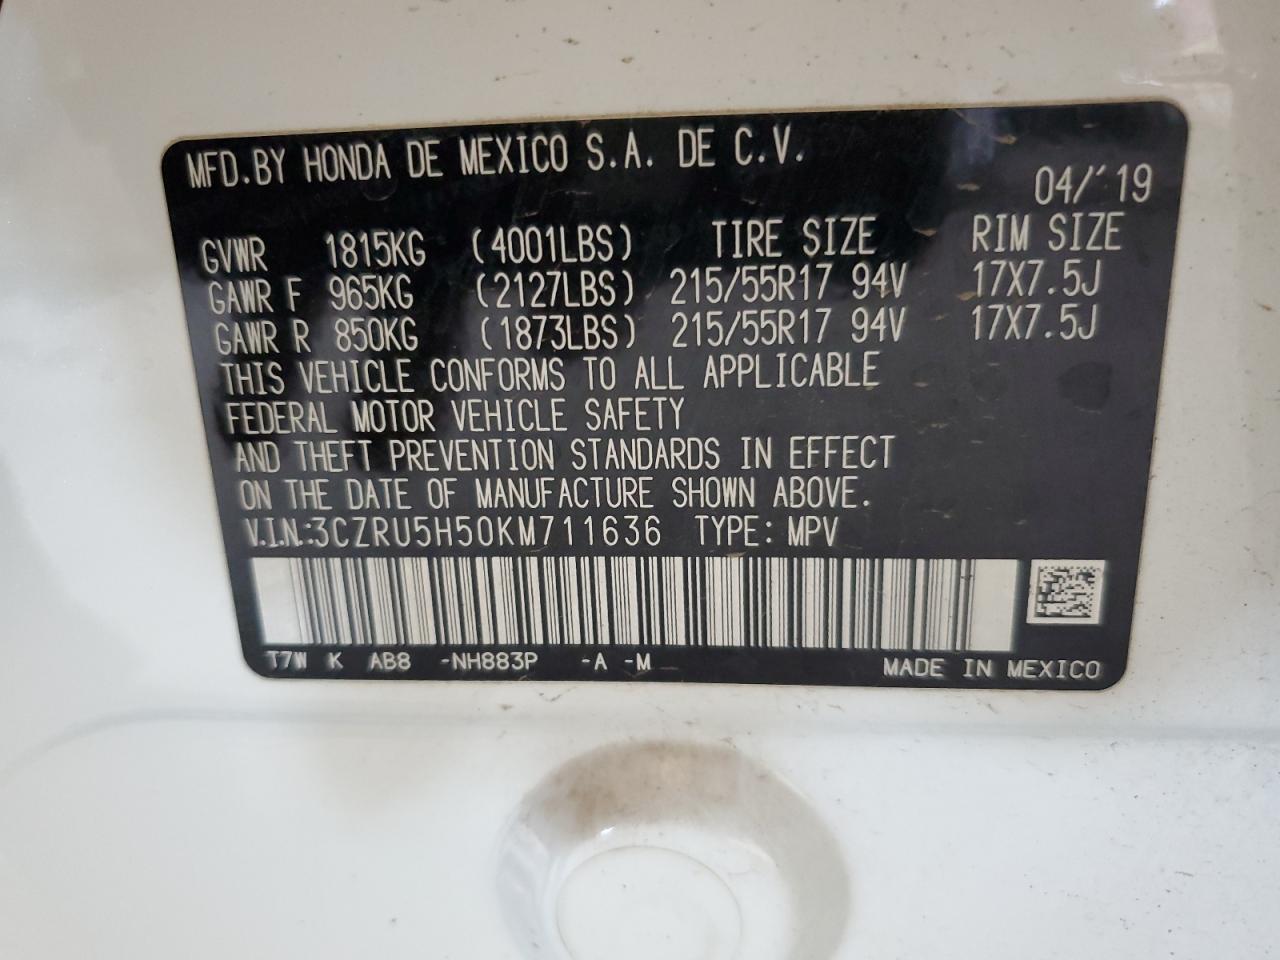 MFD.BY HONDA DE MEXICO S.A. DE C.V.
04/'19
GVWR 1815KG (4001LBS) TIRE SIZE RIM SIZE
GAWR F 965KG (2127LBS) 215/55R17 94V 17X7.5J
GAWR R 850KG (1873LBS) 215/55R17 94V 17X7.5J
THIS VEHICLE CONFORMS TO ALL APPLICABLE
FEDERAL MOTOR VEHICLE SAFETY
AND THEFT PREVENTION STANDARDS IN EFFECT
ON THE DATE OF MANUFACTURE SHOWN ABOVE.
V.I.N.:3CZRU5H50KM711636 TYPE: MPV
T7W K AB8 -NH883P -A -M MADE IN MEXICO